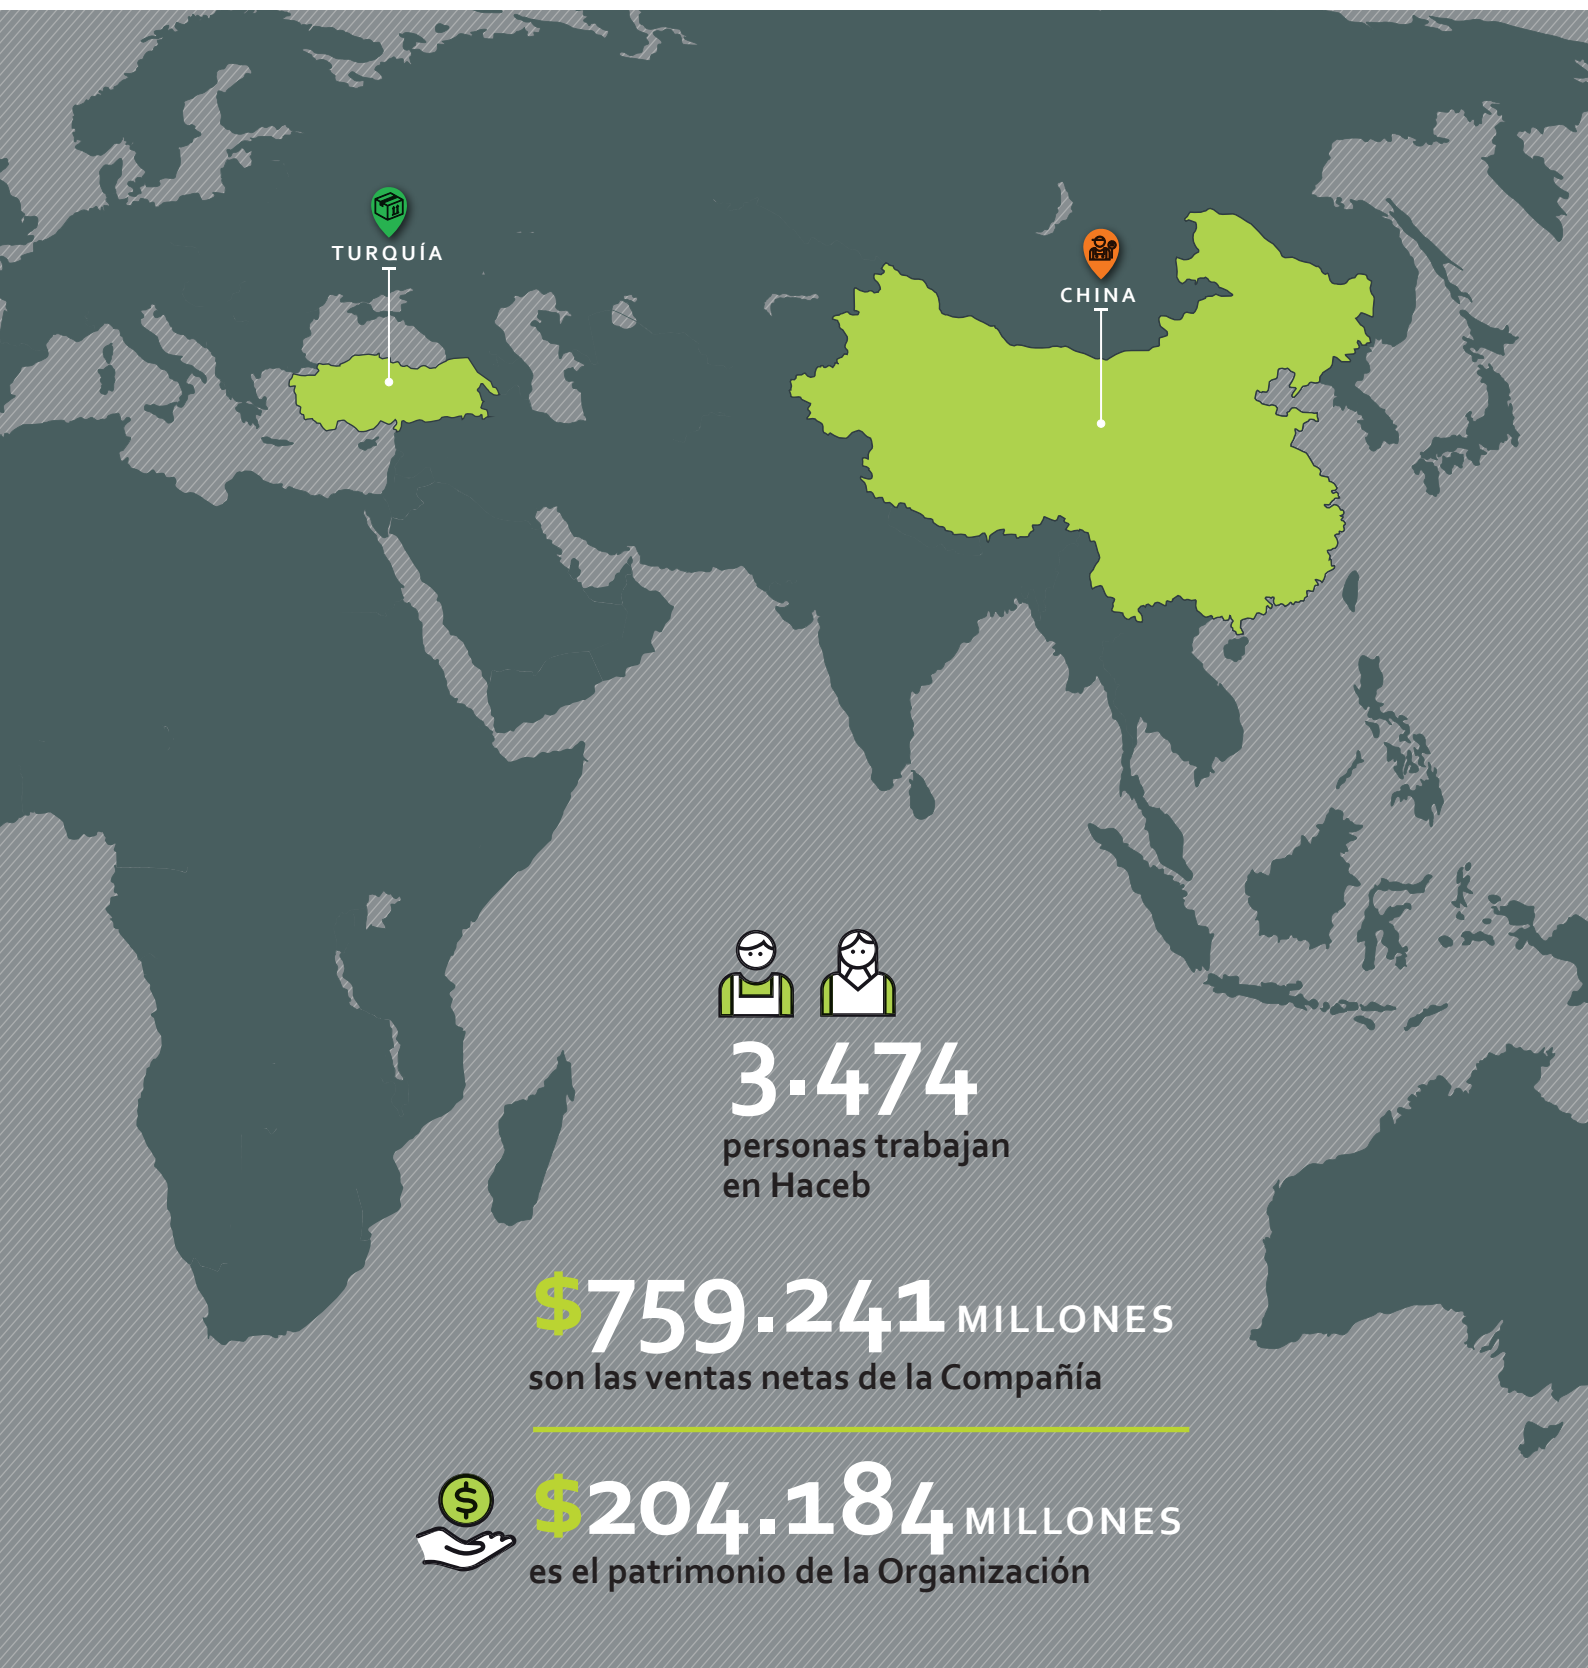 TURQUÍA
CHINA
3.474
personas trabajan
en Haceb
$759.241 MILLONES
son las ventas netas de la Compañía
$
$204.184 MILLONES
es el patrimonio de la Organización